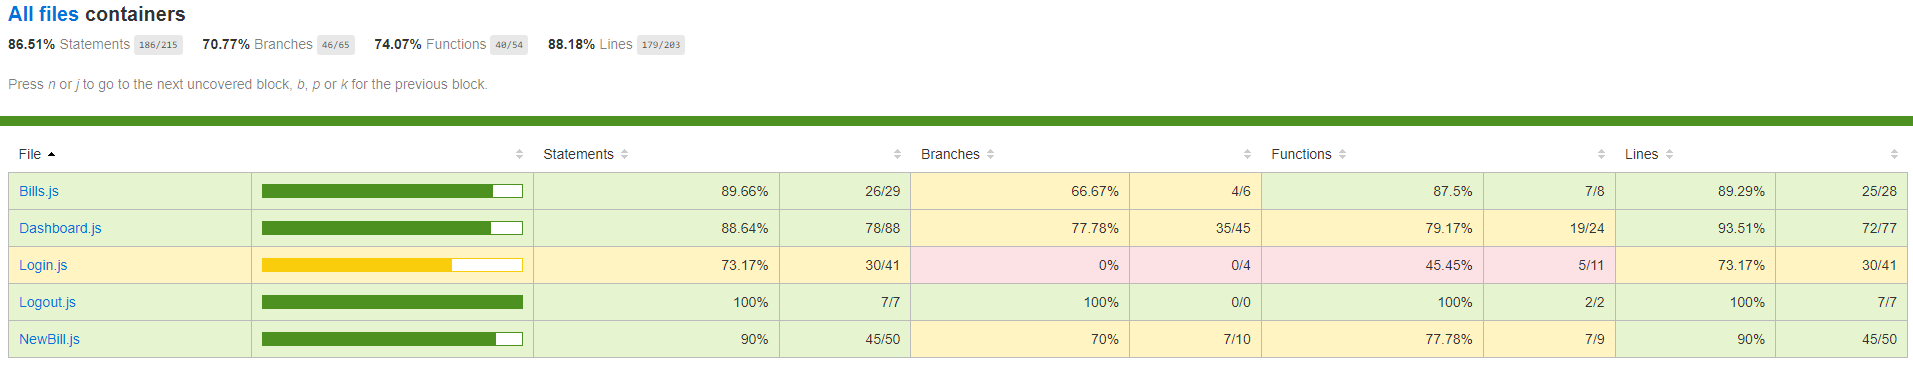 All files containers
86.51% Statements 186/215 70.77% Branches 46/65 74.07% Functions 40/54 88.18% Lines 179/203
Press n or j to go to the next uncovered block, b, p or k for the previous block.
File Statements Branches Functions Lines
Bills.js 89.66% 26/29 66.67% 4/6 87.5% 7/8 89.29% 25/28
Dashboard.js 88.64% 78/88 77.78% 35/45 79.17% 19/24 93.51% 72/77
Login.js 73.17% 30/41 0% 0/4 45.45% 5/11 73.17% 30/41
Logout.js 100% 7/7 100% 0/0 100% 2/2 100% 7/7
NewBill.js 90% 45/50 70% 7/10 77.78% 7/9 90% 45/50